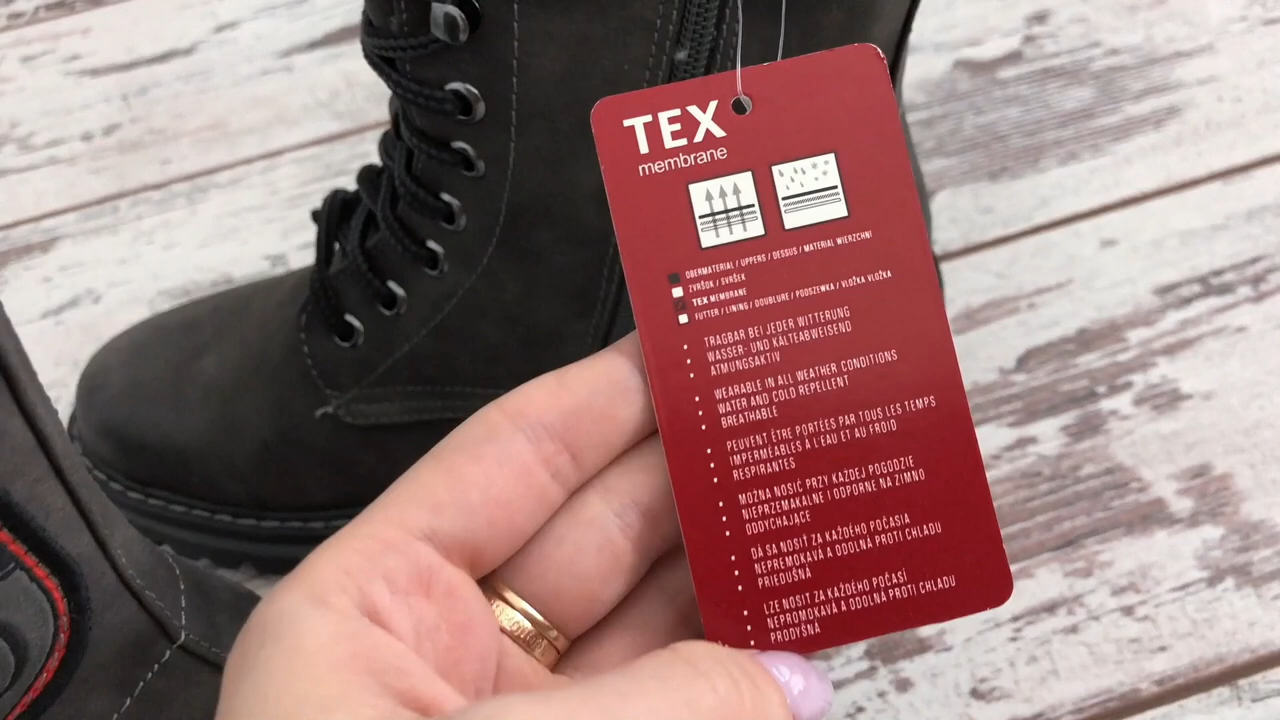 TEX
membrane
OBERMATERIAL / UPPERS / DESSUS / MATERIAL WIERZCHNI
ZVRŠOK / SVRŠEK
TEX MEMBRANE
FUTTER / LINING / DOUBLURE / PODSZEWKA / VLOŽKA VLOŽKA
TRAGBAR BEI JEDER WITTERUNG
WASSER- UND KÄLTEABWEISEND
ATMUNGSAKTIV
WEARABLE IN ALL WEATHER CONDITIONS
WATER AND COLD REPELLENT
BREATHABLE
PEUVENT ÊTRE PORTÉES PAR TOUS LES TEMPS
IMPERMÉABLES À L'EAU ET AU FROID
RESPIRANTES
MOŻNA NOSIĆ PRZY KAŻDEJ POGODZIE
NIEPRZEMAKALNE I ODPORNE NA ZIMNO
ODDYCHAJĄCE
DÁ SA NOSIŤ ZA KAŽDÉHO POČASIA
NEPREMOKAVÁ A ODOLNÁ PROTI CHLADU
PRIEDUŠNÁ
LZE NOSIT ZA KAŽDÉHO POČASÍ
NEPROMOKAVÁ A ODOLNÁ PROTI CHLADU
PRODYŠNÁ